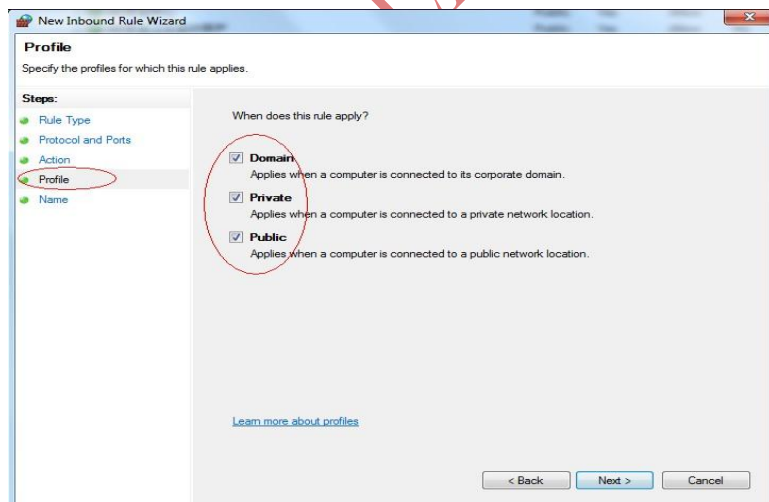 New Inbound Rule Wizard
Profile
Specify the profiles for which this rule applies.
Steps:
Rule Type
Protocol and Ports
Action
Profile
Name
When does this rule apply?
Domain
Applies when a computer is connected to its corporate domain.
Private
Applies when a computer is connected to a private network location.
Public
Applies when a computer is connected to a public network location.
Learn more about profiles
< Back
Next >
Cancel